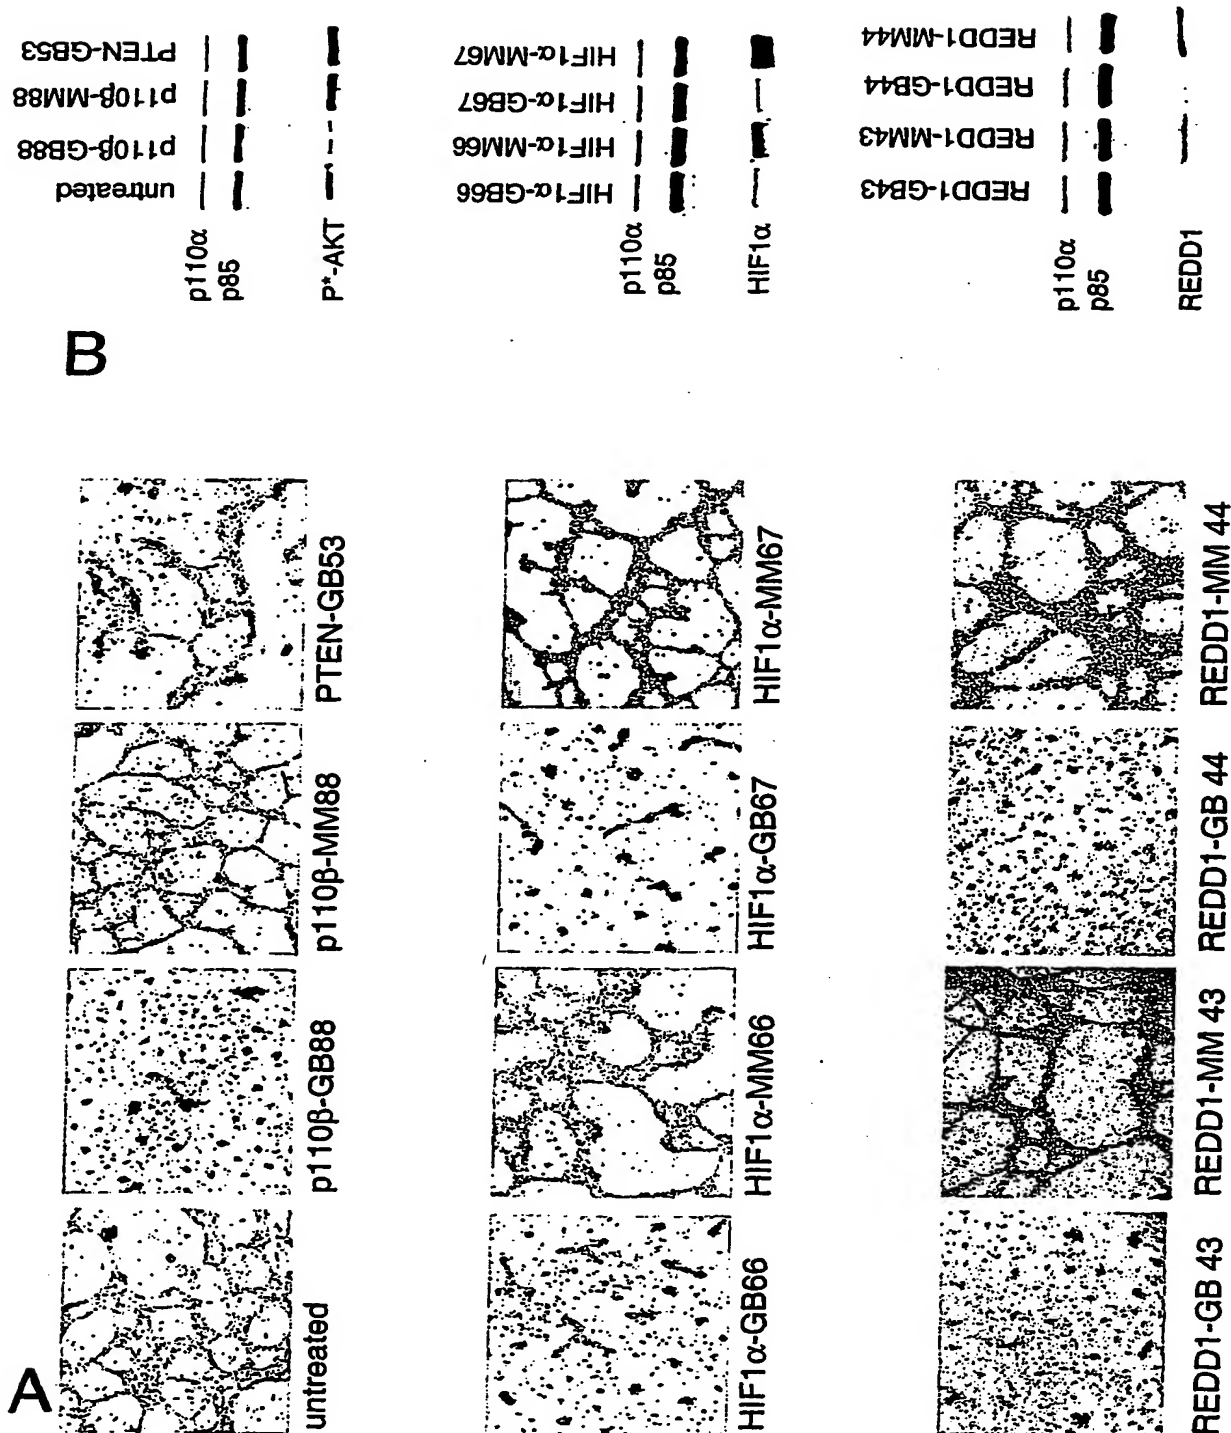 A
untreated
p110β-GB88
p110β-MM88
PTEN-GB53
HIF1α-GB66
HIF1α-MM66
HIF1α-GB67
HIF1α-MM67
REDD1-GB 43
REDD1-MM 43
REDD1-GB 44
REDD1-MM 44
B
untreated
p110β-GB88
p110β-MM88
PTEN-GB53
p110α
p85
P*-AKT
HIF1α-GB66
HIF1α-MM66
HIF1α-GB67
HIF1α-MM67
p110α
p85
HIF1α
REDD1-GB43
REDD1-MM43
REDD1-GB44
REDD1-MM44
p110α
p85
REDD1